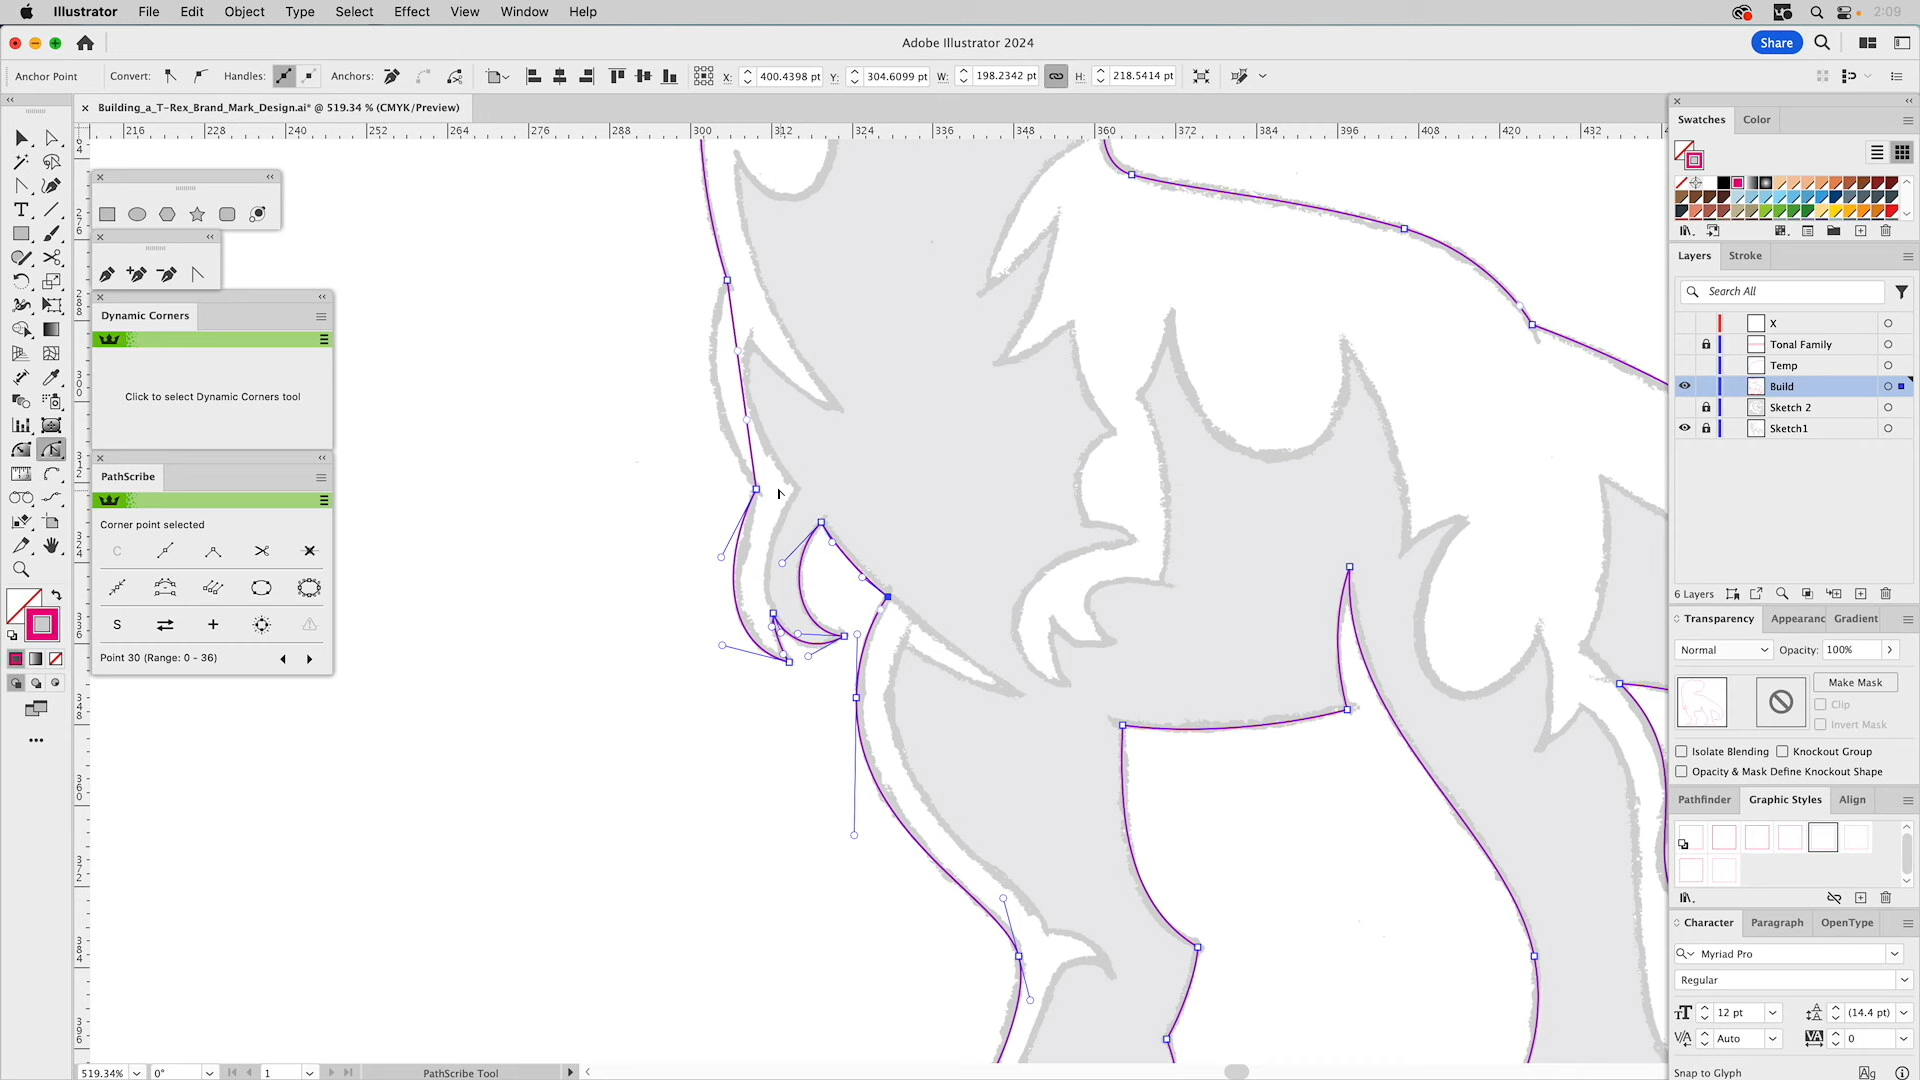 Illustrator File Edit Object Type Select Effect View Window Help 2:09
Adobe Illustrator 2024
Share
Anchor Point Convert: Handles: Anchors: X: 400.4398 pt Y: 304.6099 pt W: 198.2342 pt H: 218.5414 pt
Building_a_T-Rex_Brand_Mark_Design.ai* @ 519.34 % (CMYK/Preview)
216 228 240 252 264 276 288 300 312 324 336 348 360 372 384 396 408 420 432
Swatches Color
Dynamic Corners
Click to select Dynamic Corners tool
PathScribe
Corner point selected
S
Point 30 (Range: 0 - 36)
Layers Stroke
Search All
X
Tonal Family
Temp
Build
Sketch 2
Sketch1
6 Layers
Transparency Appearanc Gradient
Normal Opacity: 100%
Make Mask
Clip
Invert Mask
Isolate Blending Knockout Group
Opacity & Mask Define Knockout Shape
Pathfinder Graphic Styles Align
Character Paragraph OpenType
Myriad Pro
Regular
12 pt (14.4 pt)
Auto 0
Snap to Glyph
519.34% 0° 1 PathScribe Tool